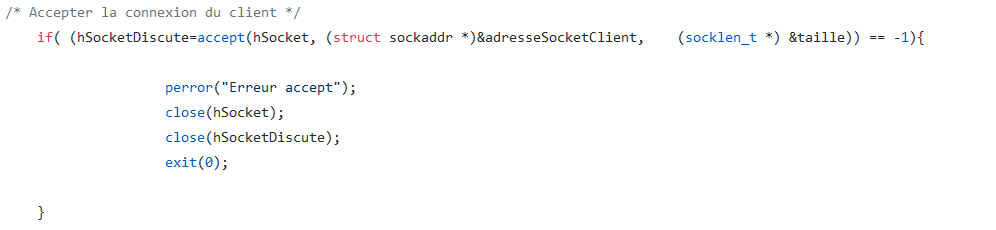 /* Accepter la connexion du client */
if( (hSocketDiscute=accept(hSocket, (struct sockaddr *)&adresseSocketClient,    (socklen_t *) &taille)) == -1){
perror("Erreur accept");
close(hSocket);
close(hSocketDiscute);
exit(0);
}